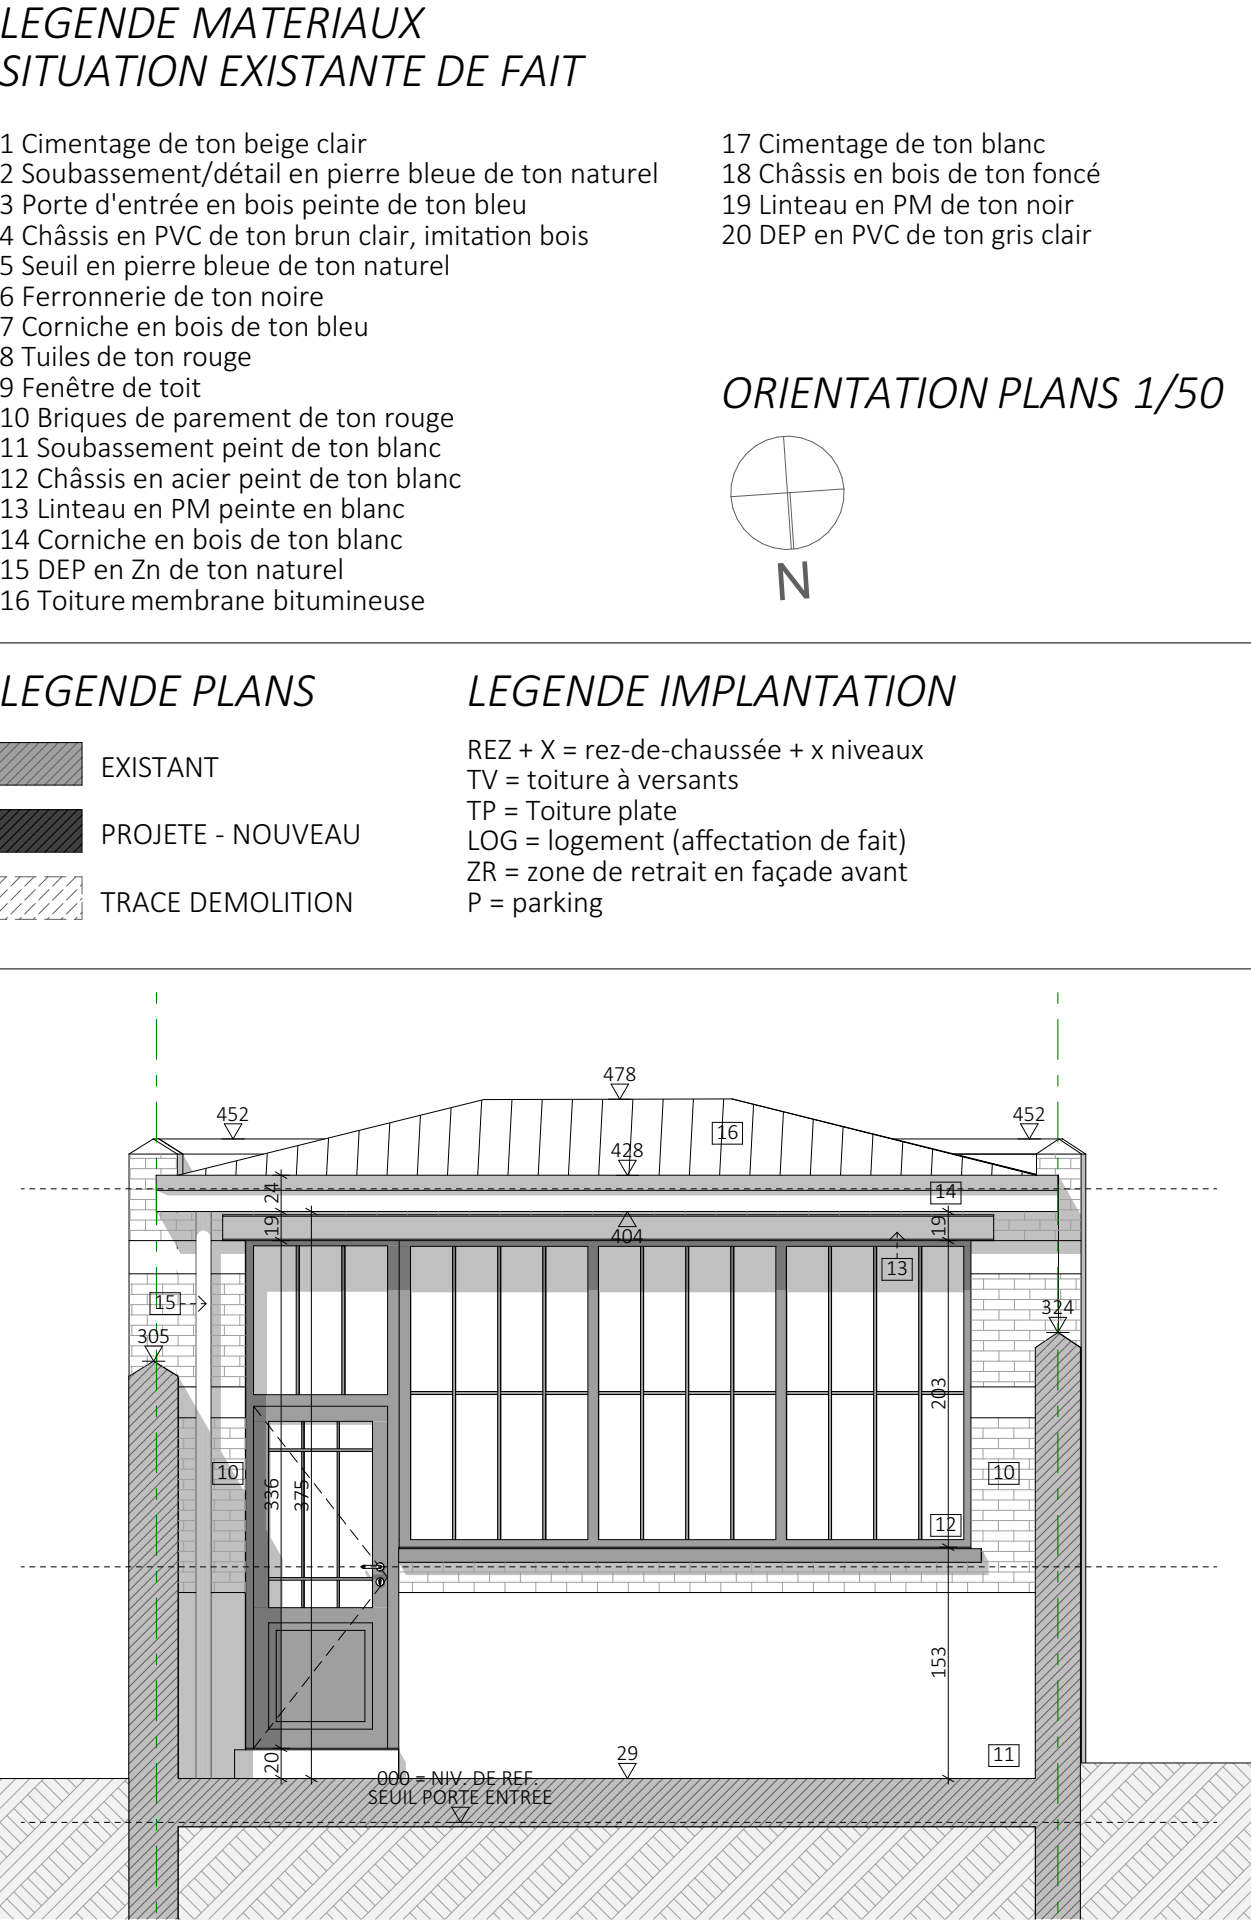 LEGENDE MATERIAUX
SITUATION EXISTANTE DE FAIT
1 Cimentage de ton beige clair
2 Soubassement/détail en pierre bleue de ton naturel
3 Porte d'entrée en bois peinte de ton bleu
4 Châssis en PVC de ton brun clair, imitation bois
5 Seuil en pierre bleue de ton naturel
6 Ferronnerie de ton noire
7 Corniche en bois de ton bleu
8 Tuiles de ton rouge
9 Fenêtre de toit
10 Briques de parement de ton rouge
11 Soubassement peint de ton blanc
12 Châssis en acier peint de ton blanc
13 Linteau en PM peinte en blanc
14 Corniche en bois de ton blanc
15 DEP en Zn de ton naturel
16 Toiture membrane bitumineuse
17 Cimentage de ton blanc
18 Châssis en bois de ton foncé
19 Linteau en PM de ton noir
20 DEP en PVC de ton gris clair
ORIENTATION PLANS 1/50
N
LEGENDE PLANS
EXISTANT
PROJETE - NOUVEAU
TRACE DEMOLITION
LEGENDE IMPLANTATION
REZ + X = rez-de-chaussée + x niveaux
TV = toiture à versants
TP = Toiture plate
LOG = logement (affectation de fait)
ZR = zone de retrait en façade avant
P = parking
478
452
452
16
428
24
14
19
404
19
13
15
324
305
203
10
336
375
10
12
153
20
29
11
000 = NIV. DE REF.
SEUIL PORTE ENTREE